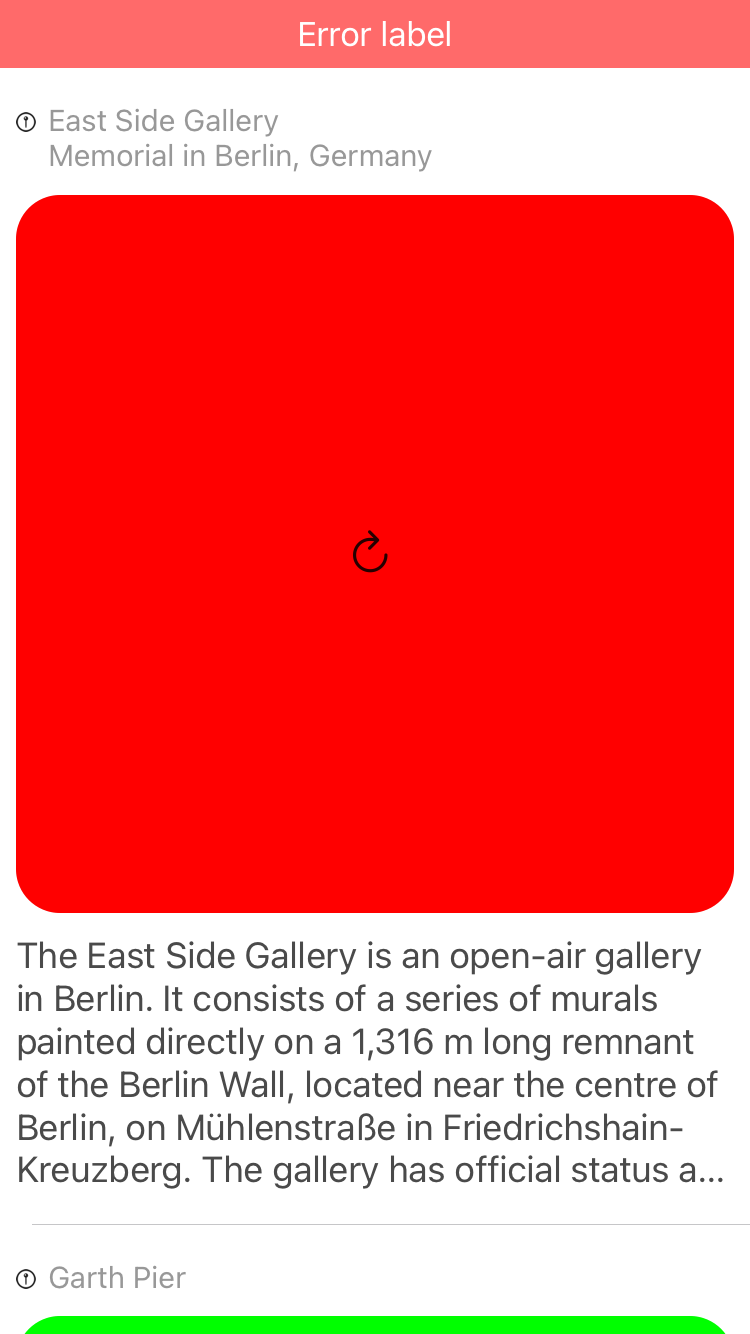 Error label
East Side Gallery
Memorial in Berlin, Germany
The East Side Gallery is an open-air gallery
in Berlin. It consists of a series of murals
painted directly on a 1,316 m long remnant
of the Berlin Wall, located near the centre of
Berlin, on Mühlenstraße in Friedrichshain-
Kreuzberg. The gallery has official status a...
Garth Pier